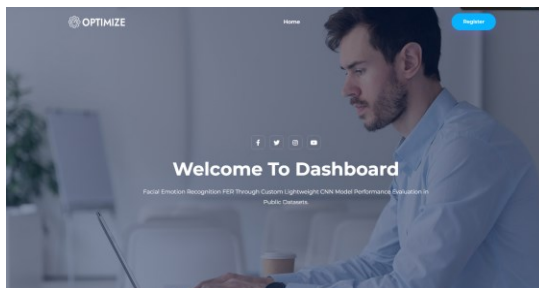 OPTIMIZE
Home
Register
Welcome To Dashboard
Facial Emotion Recognition FER Through Custom Lightweight CNN Model Performance Evaluation in
Public Datasets.